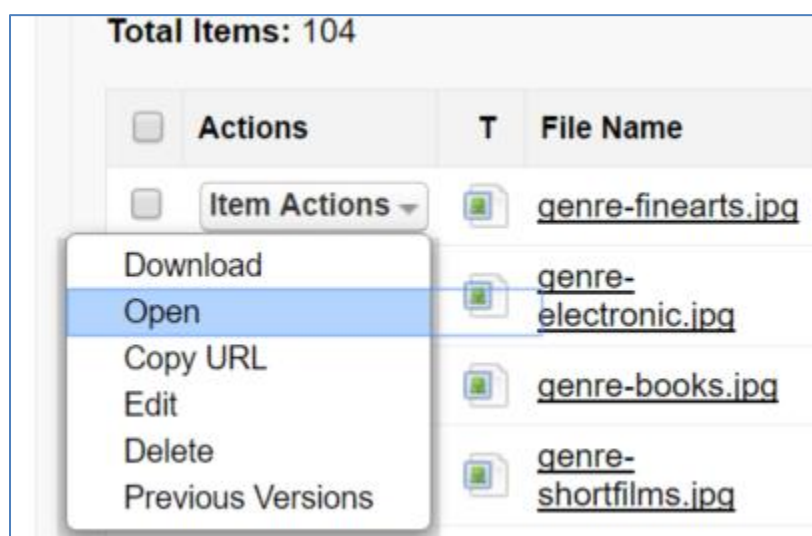 Total Items: 104
Actions T File Name
Item Actions genre-finearts.jpg
Download
genre-
Open
electronic.jpg
Copy URL
genre-books.jpg
Edit
Delete
genre-
Previous Versions
shortfilms.jpg